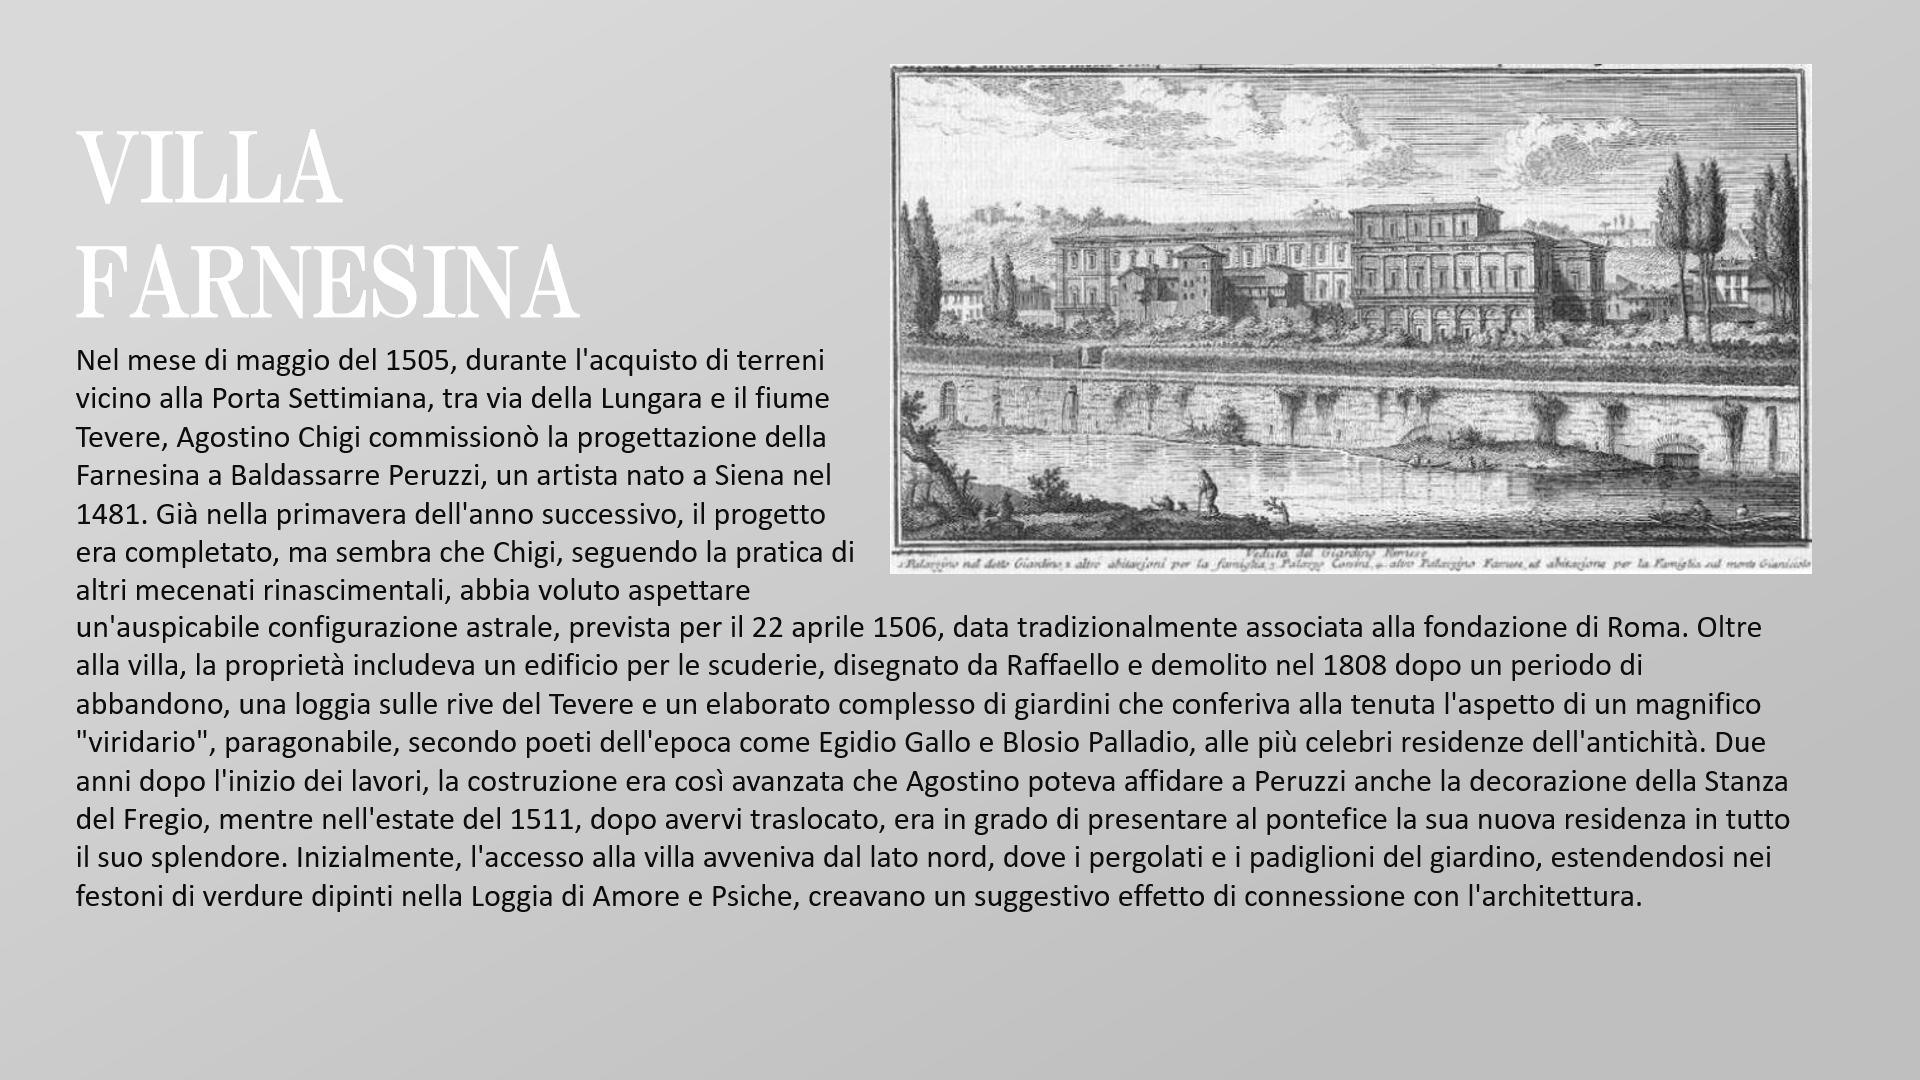 VILLA
FARNESINA
Nel mese di maggio del 1505, durante l'acquisto di terreni
vicino alla Porta Settimiana, tra via della Lungara e il fiume
Tevere, Agostino Chigi commissionò la progettazione della
Farnesina a Baldassarre Peruzzi, un artista nato a Siena nel
1481. Già nella primavera dell'anno successivo, il progetto
era completato, ma sembra che Chigi, seguendo la pratica di
altri mecenati rinascimentali, abbia voluto aspettare
un'auspicabile configurazione astrale, prevista per il 22 aprile 1506, data tradizionalmente associata alla fondazione di Roma. Oltre
alla villa, la proprietà includeva un edificio per le scuderie, disegnato da Raffaello e demolito nel 1808 dopo un periodo di
abbandono, una loggia sulle rive del Tevere e un elaborato complesso di giardini che conferiva alla tenuta l'aspetto di un magnifico
"viridario", paragonabile, secondo poeti dell'epoca come Egidio Gallo e Blosio Palladio, alle più celebri residenze dell'antichità. Due
anni dopo l'inizio dei lavori, la costruzione era così avanzata che Agostino poteva affidare a Peruzzi anche la decorazione della Stanza
del Fregio, mentre nell'estate del 1511, dopo avervi traslocato, era in grado di presentare al pontefice la sua nuova residenza in tutto
il suo splendore. Inizialmente, l'accesso alla villa avveniva dal lato nord, dove i pergolati e i padiglioni del giardino, estendendosi nei
festoni di verdure dipinti nella Loggia di Amore e Psiche, creavano un suggestivo effetto di connessione con l'architettura.
Veduta del Giardino
Palazzino nel detto Giardino, 2 altre abitazioni per la famiglia, 3 Palazzo 4 altro Palazzino Farnese, ed abitazione per la Famiglia sul monte Gianicolo